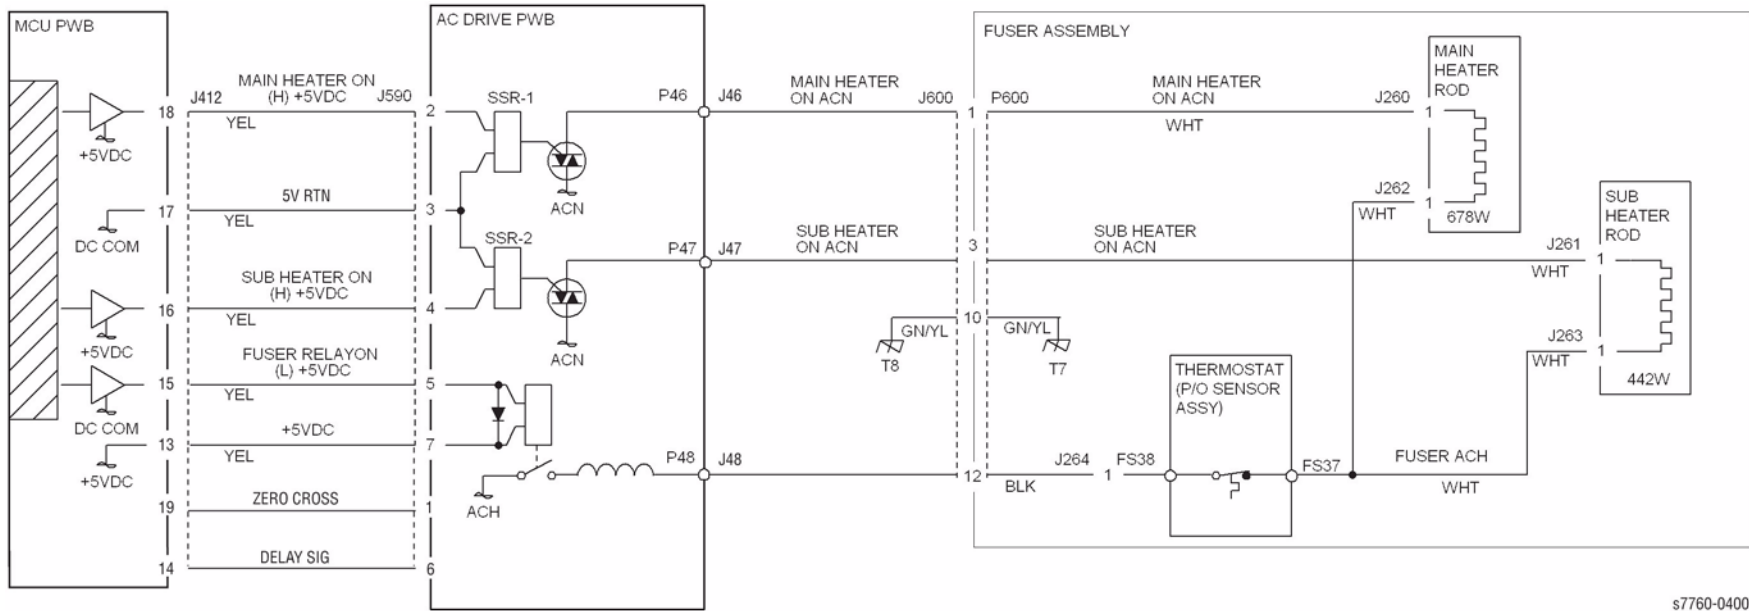 MCU PWB
AC DRIVE PWB
FUSER ASSEMBLY
MAIN HEATER ON
(H) +5VDC
J412
J590
18
2
YEL
+5VDC
5V RTN
17
3
YEL
DC COM
SUB HEATER ON
(H) +5VDC
16
4
YEL
+5VDC
FUSER RELAYON
(L) +5VDC
15
5
YEL
DC COM
+5VDC
13
7
YEL
+5VDC
ZERO CROSS
19
1
DELAY SIG
14
6
SSR-1
ACN
SSR-2
ACN
ACH
P46
J46
P47
J47
P48
J48
MAIN HEATER
ON ACN
J600
P600
1
MAIN HEATER
ON ACN
WHT
J260
1
MAIN
HEATER
ROD
J262
1
WHT
678W
SUB HEATER
ON ACN
3
SUB HEATER
ON ACN
J261
WHT
1
SUB
HEATER
ROD
J263
WHT
1
442W
10
GN/YL
GN/YL
T8
T7
THERMOSTAT
(P/O SENSOR
ASSY)
12
BLK
J264
1
FS38
FS37
FUSER ACH
WHT
s7760-0400